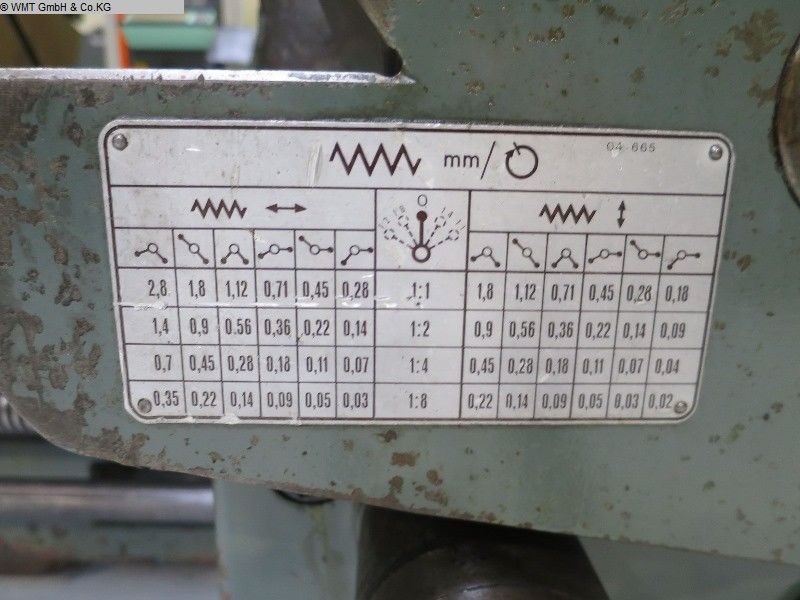 © WMT GmbH & Co.KG
mm/
04-665
0
2,8 1,8 1,12 0,71 0,45 0,28 1:1 1,8 1,12 0,71 0,45 0,28 0,18
1,4 0,9 0.56 0,36 0,22 0,14 1:2 0,9 0,56 0,36 0,22 0,14 0,09
0,7 0,45 0,28 0,18 0,11 0,07 1:4 0,45 0,28 0,18 0,11 0,07 0,04
0,35 0,22 0,14 0,09 0,05 0,03 1:8 0,22 0,14 0,09 0,05 0,03 0,02